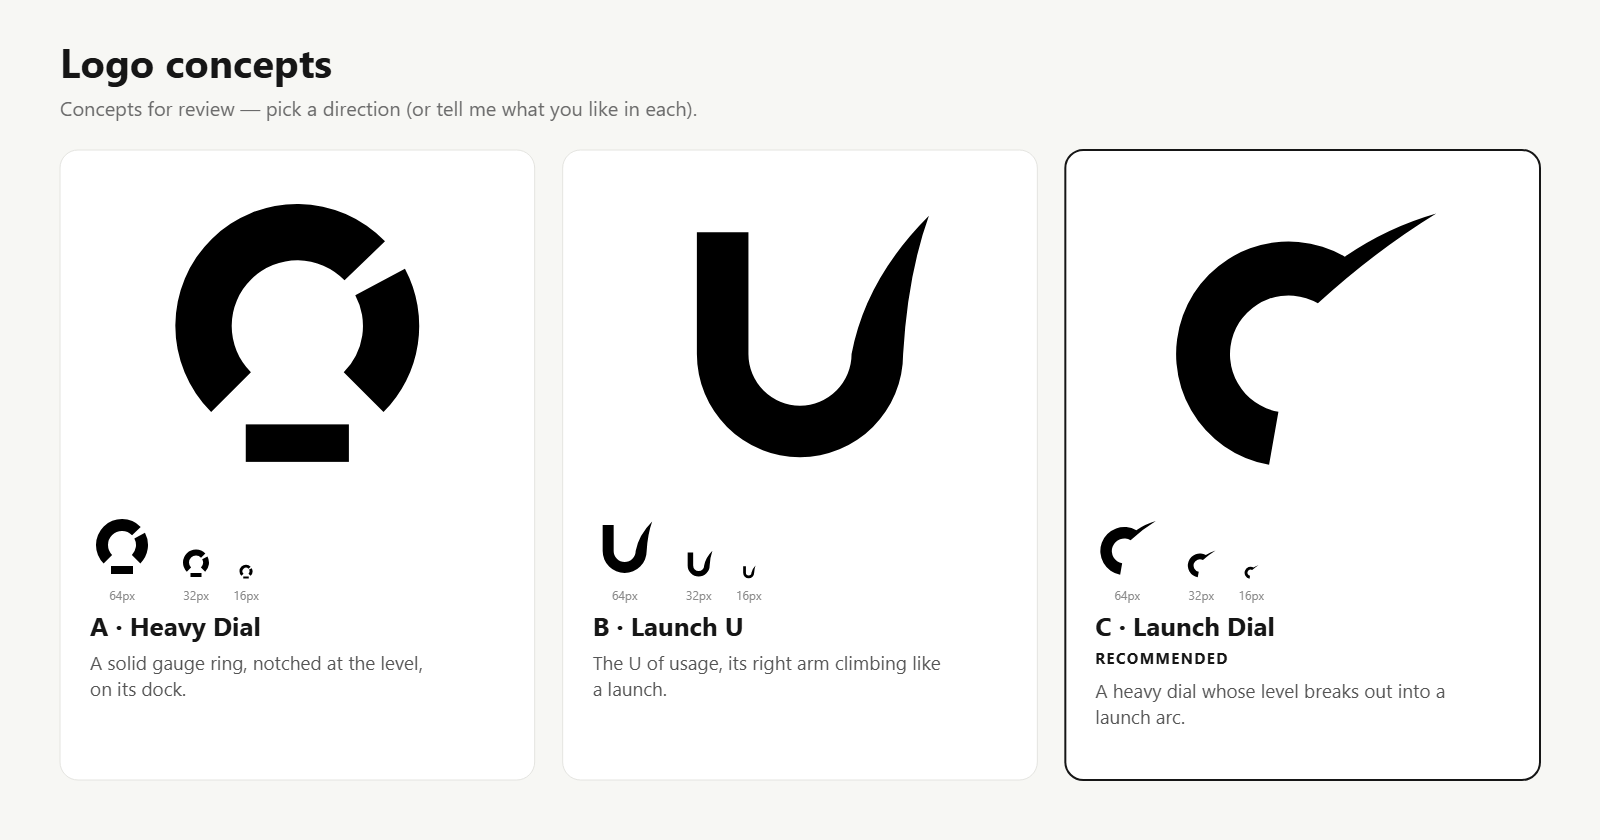 Logo concepts
Concepts for review — pick a direction (or tell me what you like in each).
64px 32px 16px
A · Heavy Dial
A solid gauge ring, notched at the level,
on its dock.
64px 32px 16px
B · Launch U
The U of usage, its right arm climbing like
a launch.
64px 32px 16px
C · Launch Dial
RECOMMENDED
A heavy dial whose level breaks out into a
launch arc.